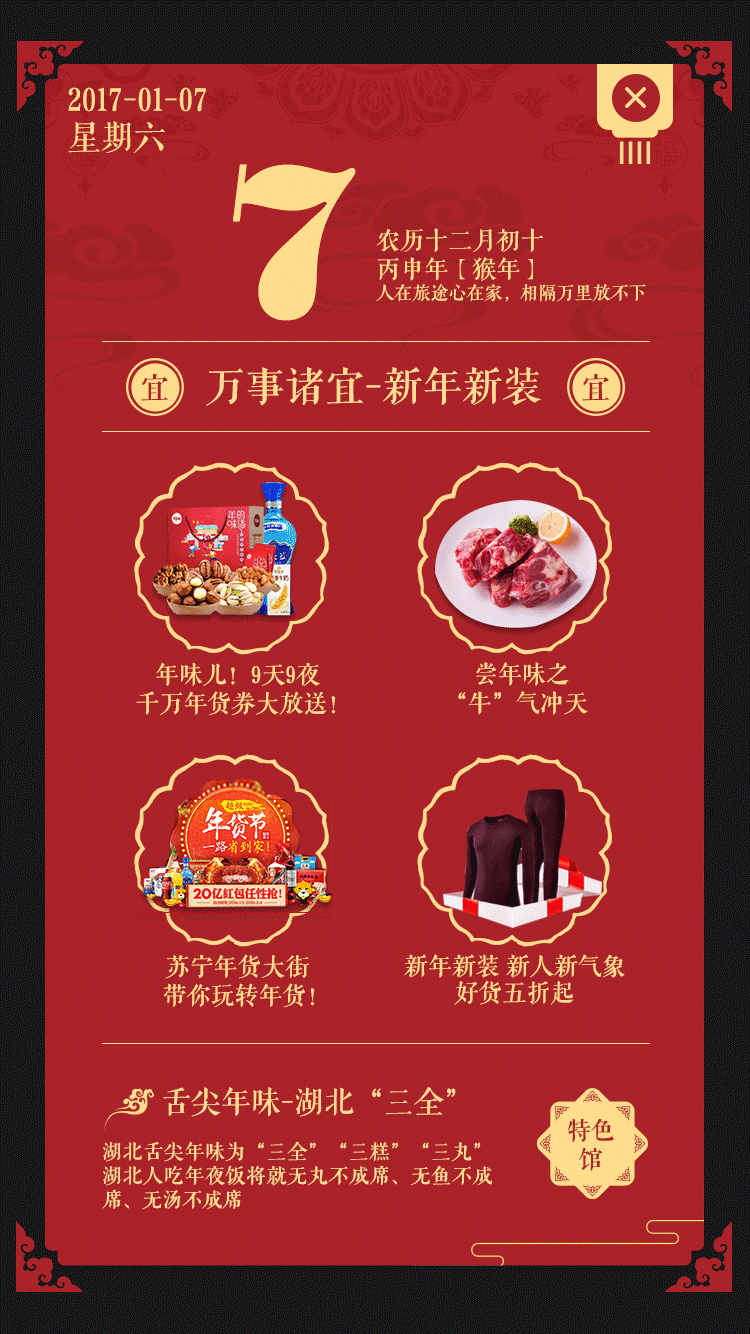 2017-01-07
星期六
7
农历十二月初十
丙申年 [ 猴年 ]
人在旅途心在家，相隔万里放不下
宜 万事诸宜-新年新装 宜
年味儿！9天9夜
千万年货券大放送！
尝年味之
“牛”气冲天
超级
年货节
一路省到家！
20亿红包任性抢！
苏宁年货大街
带你玩转年货！
新年新装 新人新气象
好货五折起
舌尖年味-湖北“三全”
湖北舌尖年味为“三全”“三糕”“三丸”
湖北人吃年夜饭将就无丸不成席、无鱼不成
席、无汤不成席
特色
馆